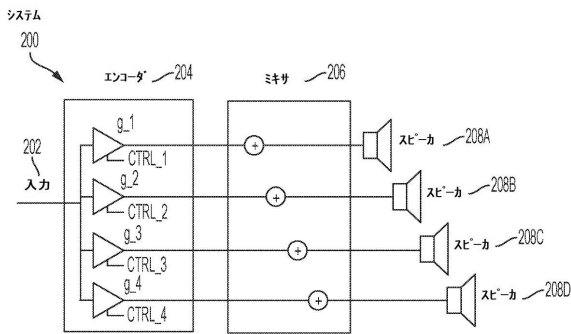 システム
200
エンコーダ 204
ミキサ 206
202
入力
g_1
CTRL_1
g_2
CTRL_2
g_3
CTRL_3
g_4
CTRL_4
+
+
+
+
スピーカ 208A
スピーカ 208B
スピーカ 208C
スピーカ 208D